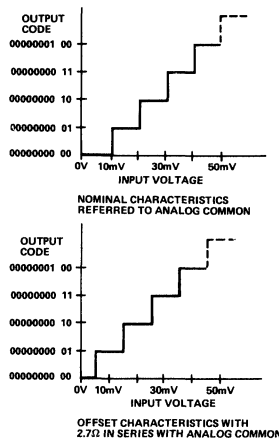 OUTPUT
CODE
00000001 00
00000000 11
00000000 10
00000000 01
00000000 00
0V 10mV 30mV 50mV
INPUT VOLTAGE
NOMINAL CHARACTERISTICS
REFERRED TO ANALOG COMMON
OUTPUT
CODE
00000001 00
00000000 11
00000000 10
00000000 01
00000000 00
0V 10mV 30mV 50mV
INPUT VOLTAGE
OFFSET CHARACTERISTICS WITH
2.7Ω IN SERIES WITH ANALOG COMMON